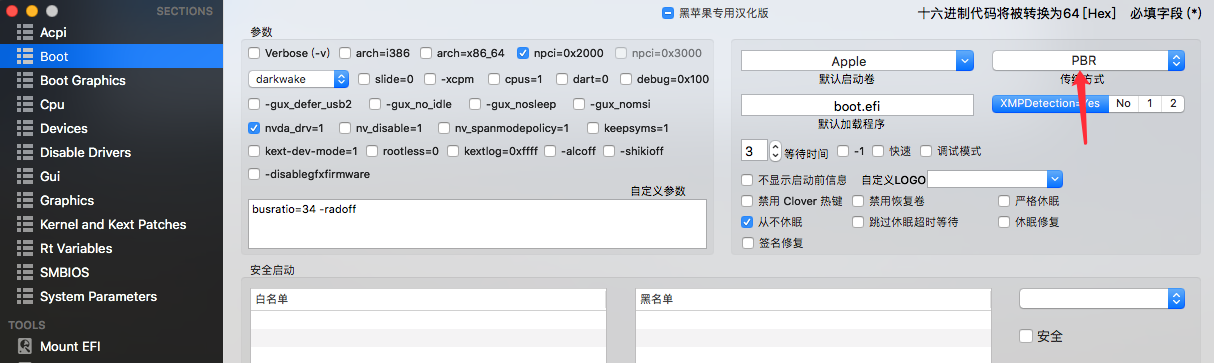 SECTIONS
Acpi
Boot
Boot Graphics
Cpu
Devices
Disable Drivers
Gui
Graphics
Kernel and Kext Patches
Rt Variables
SMBIOS
System Parameters
TOOLS
Mount EFI
黑苹果专用汉化版
十六进制代码将被转换为64 [Hex] 必填字段 (*)
参数
Verbose (-v) arch=i386 arch=x86_64 npci=0x2000 npci=0x3000
darkwake slide=0 -xcpm cpus=1 dart=0 debug=0x100
-gux_defer_usb2 -gux_no_idle -gux_nosleep -gux_nomsi
nvda_drv=1 nv_disable=1 nv_spanmodepolicy=1 keepsyms=1
kext-dev-mode=1 rootless=0 kextlog=0xffff -alcoff -shikioff
-disablegfxfirmware
自定义参数
busratio=34 -radoff
Apple
默认启动卷
PBR
传统方式
boot.efi
默认加载程序
XMPDetection=Yes No 1 2
3 等待时间 -1 快速 调试模式
不显示启动前信息 自定义LOGO
禁用 Clover 热键 禁用恢复卷 严格休眠
从不休眠 跳过休眠超时等待 休眠修复
签名修复
安全启动
白名单
黑名单
安全